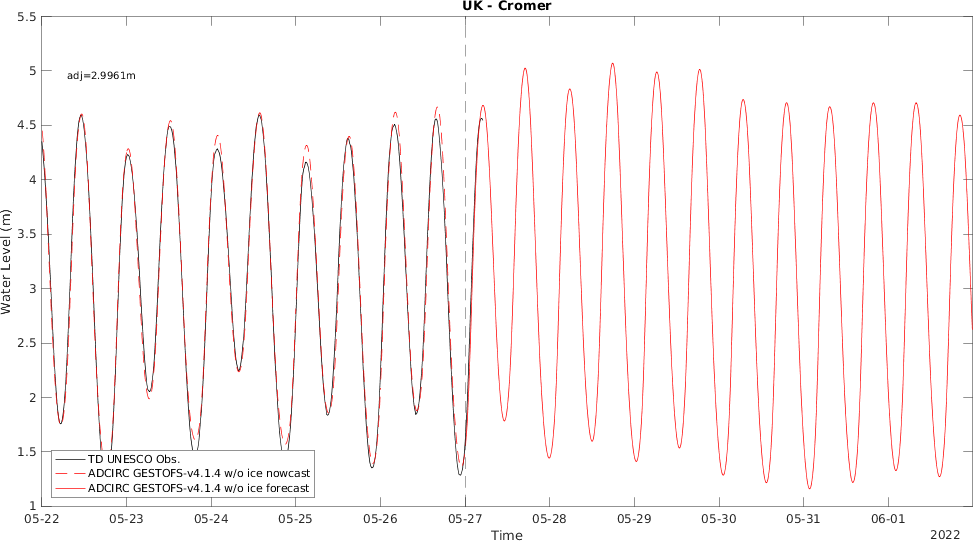 UK - Cromer
5.5
5
4.5
4
3.5
3
2.5
2
1.5
1
Water Level (m)
adj=2.9961m
TD UNESCO Obs.
ADCIRC GESTOFS-v4.1.4 w/o ice nowcast
ADCIRC GESTOFS-v4.1.4 w/o ice forecast
05-22 05-23 05-24 05-25 05-26 05-27 05-28 05-29 05-30 05-31 06-01
Time
2022